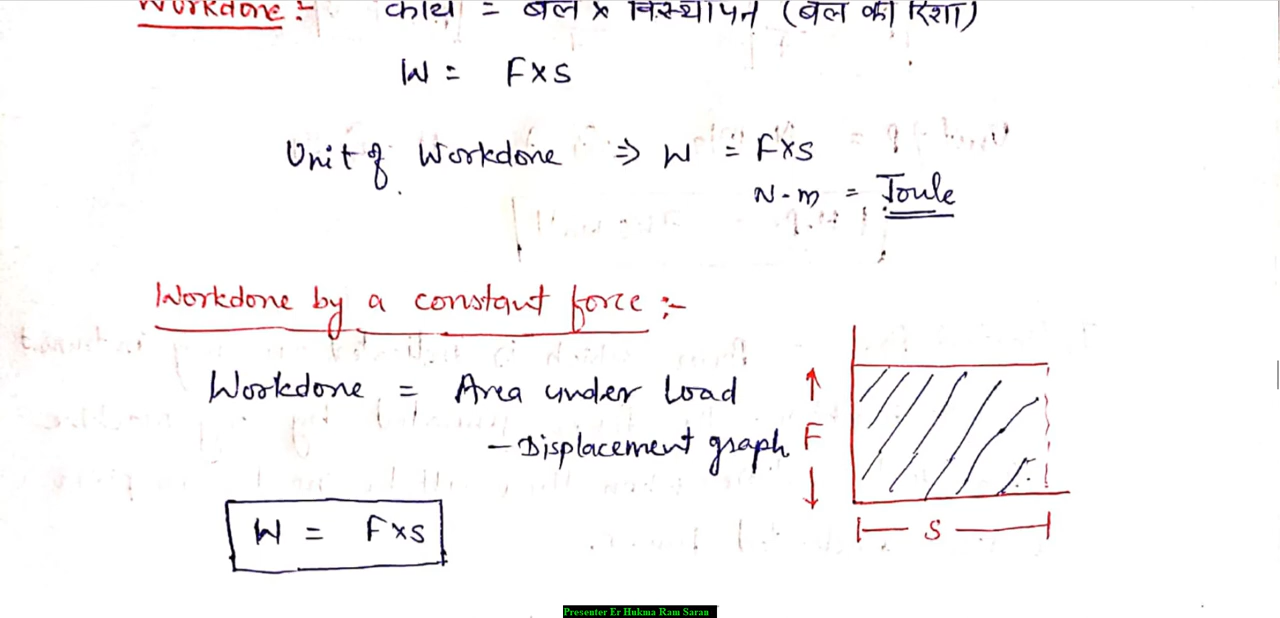 Workdone :- कार्य = बल x विस्थापन (बल की दिशा)
W = F x S
Unit of Workdone ⇒ W = F x S
N-m = Joule
Workdone by a constant force :-
Workdone = Area under Load
- Displacement graph
F
S
W = F x S
Presenter Er Hukma Ram Saran